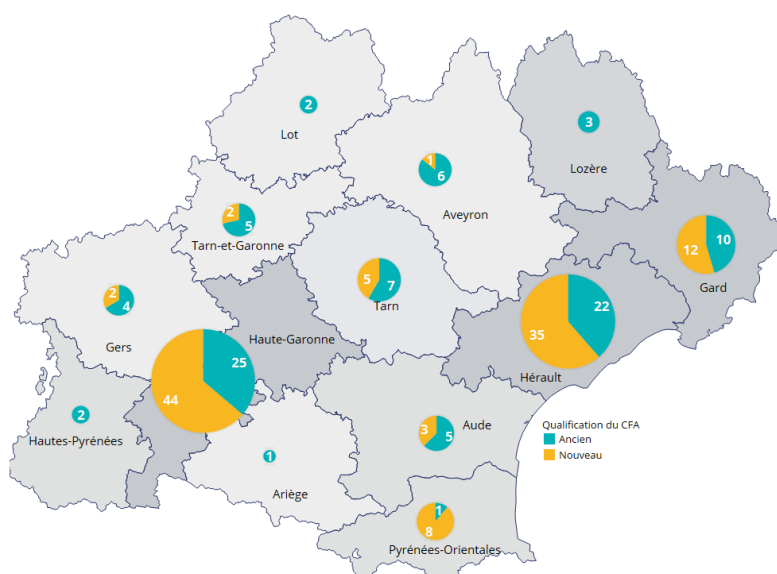 2
Lot
3
Lozère
1
6
Aveyron
2
5
Tarn-et-Garonne
10
12
Gard
5
7
Tarn
2
4
Gers
22
35
Hérault
Haute-Garonne
25
44
2
Hautes-Pyrénées
3
5
Aude
Qualification du CFA
Ancien
Nouveau
1
Ariège
1
8
Pyrénées-Orientales